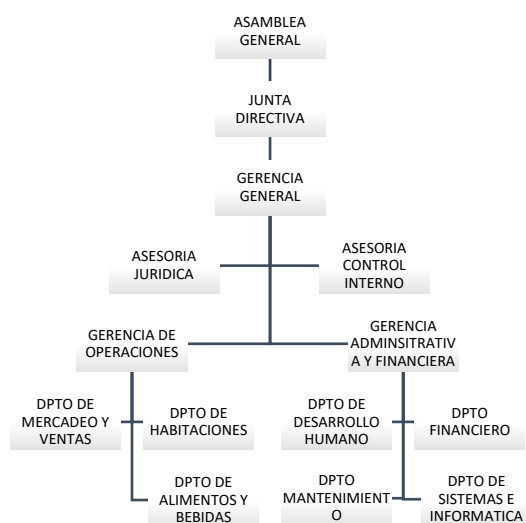 ASAMBLEA
GENERAL
JUNTA
DIRECTIVA
GERENCIA
GENERAL
ASESORIA
JURIDICA
ASESORIA
CONTROL
INTERNO
GERENCIA DE
OPERACIONES
GERENCIA
ADMINSITRATIV
A Y FINANCIERA
DPTO DE
MERCADEO Y
VENTAS
DPTO DE
HABITACIONES
DPTO DE
DESARROLLO
HUMANO
DPTO
FINANCIERO
DPTO DE
ALIMENTOS Y
BEBIDAS
DPTO
MANTENIMIENT
O
DPTO DE
SISTEMAS E
INFORMATICA